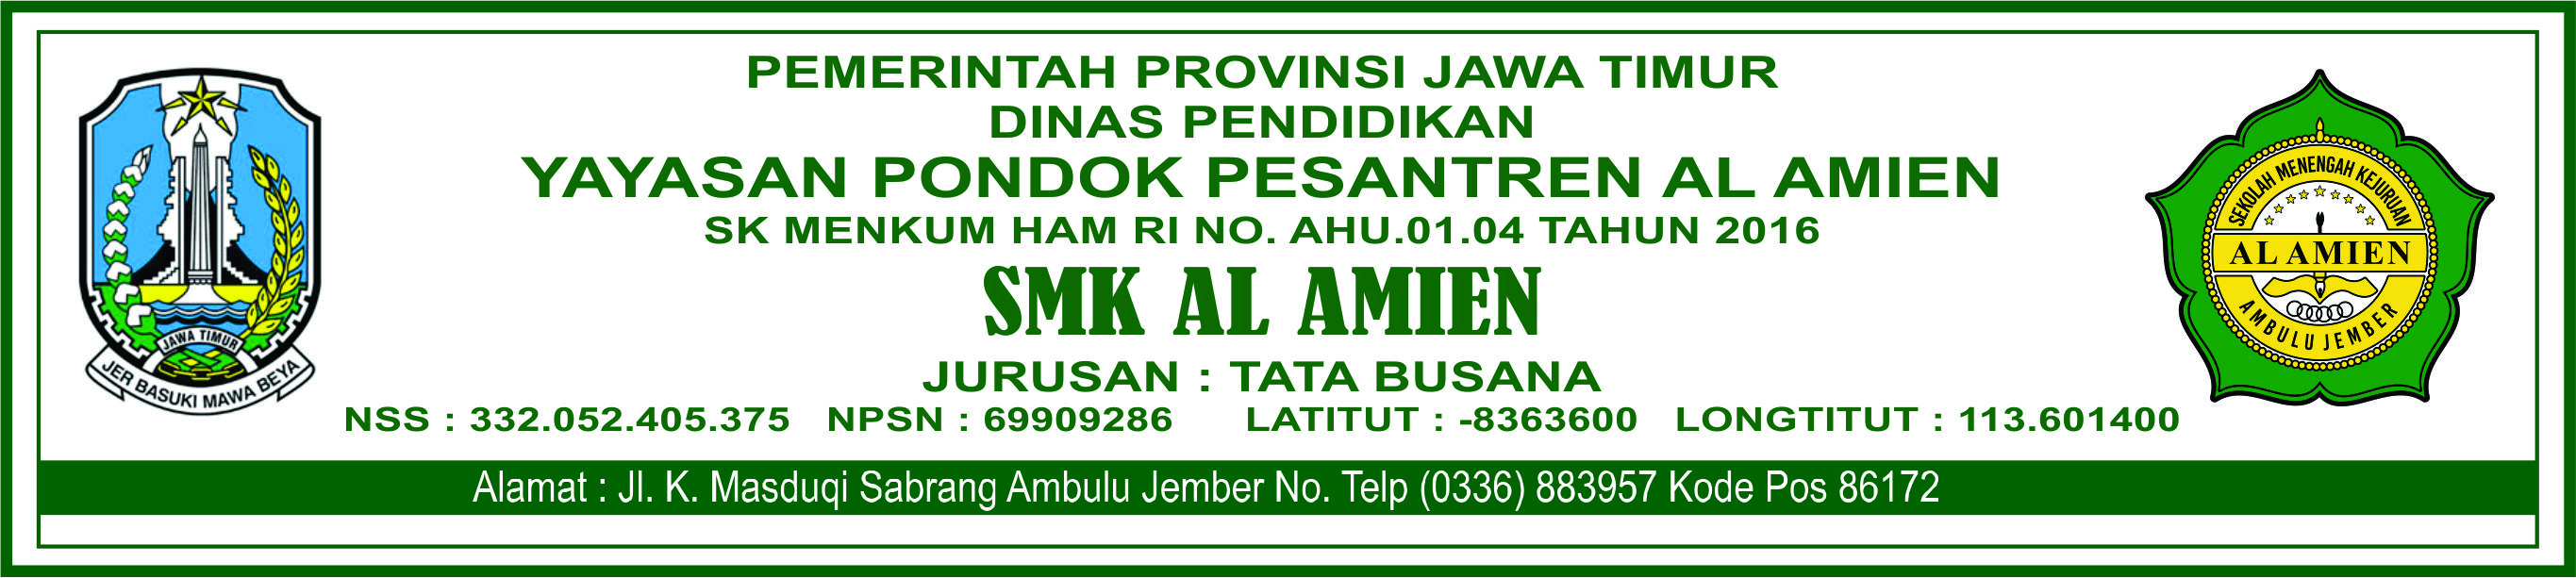 PEMERINTAH PROVINSI JAWA TIMUR
DINAS PENDIDIKAN
YAYASAN PONDOK PESANTREN AL AMIEN
SK MENKUM HAM RI NO. AHU.01.04 TAHUN 2016
SMK AL AMIEN
JURUSAN : TATA BUSANA
NSS : 332.052.405.375 NPSN : 69909286 LATITUT : -8363600 LONGTITUT : 113.601400
Alamat : Jl. K. Masduqi Sabrang Ambulu Jember No. Telp (0336) 883957 Kode Pos 86172
JAWA TIMUR
JER BASUKI MAWA BEYA
SEKOLAH MENENGAH KEJURUAN
AL AMIEN
AMBULU JEMBER